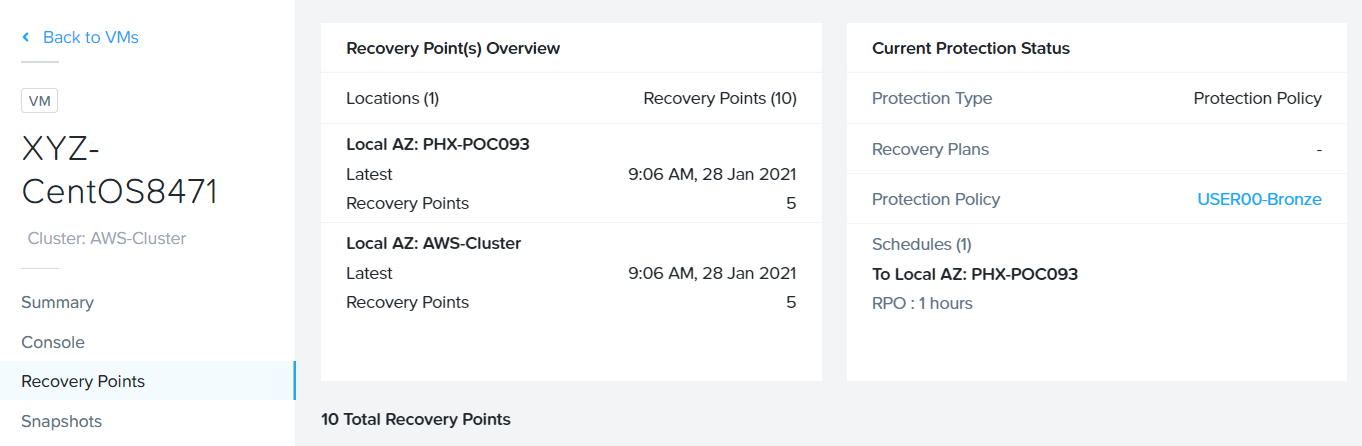 Back to VMs
VM
XYZ-
CentOS8471
Cluster: AWS-Cluster
Summary
Console
Recovery Points
Snapshots
Recovery Point(s) Overview
Locations (1) Recovery Points (10)
Local AZ: PHX-POC093
Latest 9:06 AM, 28 Jan 2021
Recovery Points 5
Local AZ: AWS-Cluster
Latest 9:06 AM, 28 Jan 2021
Recovery Points 5
Current Protection Status
Protection Type Protection Policy
Recovery Plans -
Protection Policy USER00-Bronze
Schedules (1)
To Local AZ: PHX-POC093
RPO : 1 hours
10 Total Recovery Points